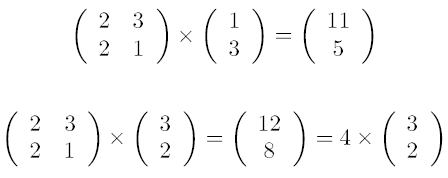 ( 2 3 ; 2 1 ) × ( 1 ; 3 ) = ( 11 ; 5 )
( 2 3 ; 2 1 ) × ( 3 ; 2 ) = ( 12 ; 8 ) = 4 × ( 3 ; 2 )